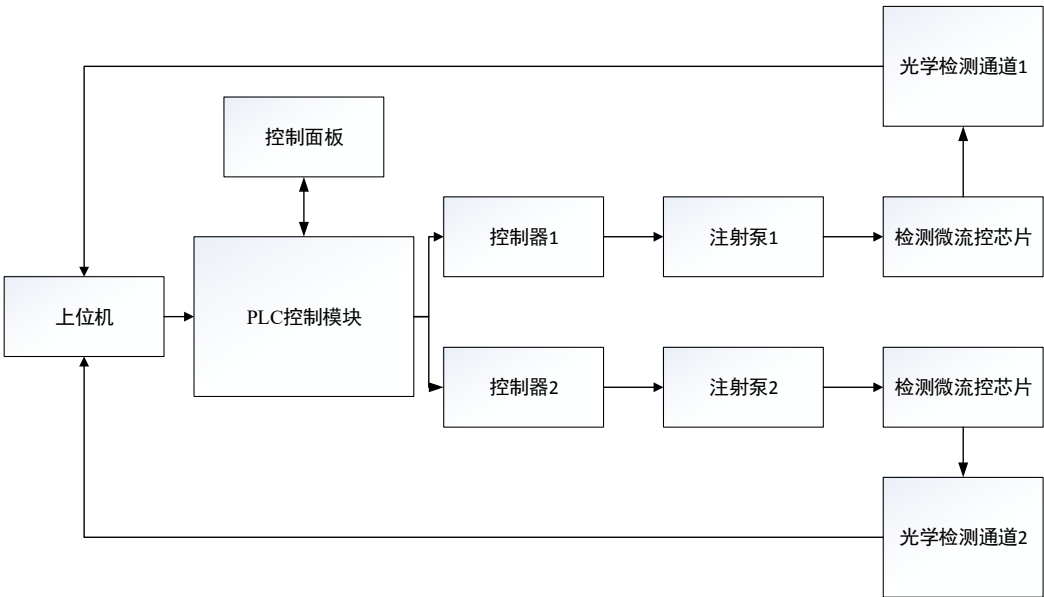 光学检测通道1
控制面板
控制器1
注射泵1
检测微流控芯片
上位机
PLC控制模块
控制器2
注射泵2
检测微流控芯片
光学检测通道2